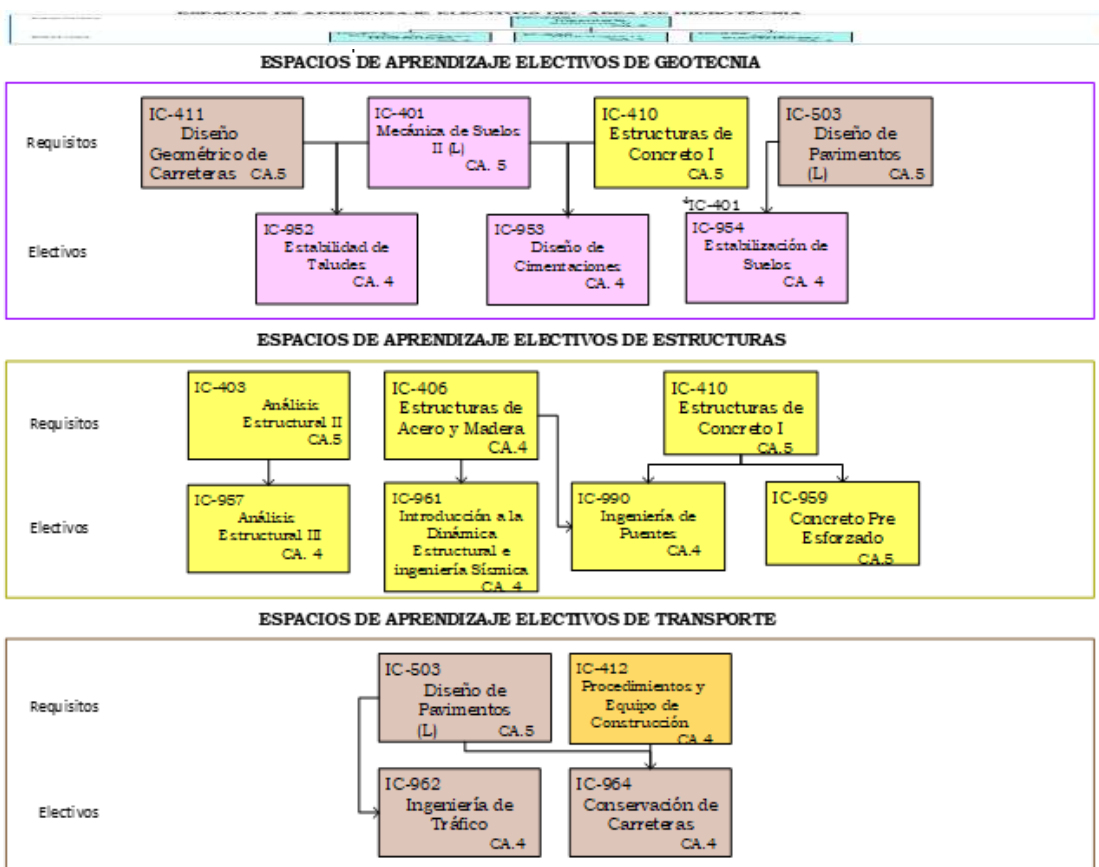 ESPACIOS DE APRENDIZAJE ELECTIVOS DEL ÁREA DE HIDROTECNIA
ESPACIOS DE APRENDIZAJE ELECTIVOS DE GEOTECNIA
Requisitos
IC-411
Diseño
Geométrico de
Carreteras CA.5
IC-401
Mecánica de Suelos
II (L)
CA. 5
IC-410
Estructuras de
Concreto I
CA.5
IC-503
Diseño de
Pavimentos
(L) CA.5
*IC-401
Electivos
IC-952
Estabilidad de
Taludes
CA. 4
IC-953
Diseño de
Cimentaciones
CA. 4
IC-954
Estabilización de
Suelos
CA. 4
ESPACIOS DE APRENDIZAJE ELECTIVOS DE ESTRUCTURAS
Requisitos
IC-403
Análisis
Estructural II
CA.5
IC-406
Estructuras de
Acero y Madera
CA.4
IC-410
Estructuras de
Concreto I
CA.5
Electivos
IC-957
Análisis
Estructural III
CA. 4
IC-961
Introducción a la
Dinámica
Estructural e
ingeniería Sísmica
CA. 4
IC-990
Ingeniería de
Puentes
CA.4
IC-959
Concreto Pre
Esforzado
CA.5
ESPACIOS DE APRENDIZAJE ELECTIVOS DE TRANSPORTE
Requisitos
IC-503
Diseño de
Pavimentos
(L) CA.5
IC-412
Procedimientos y
Equipo de
Construcción
CA.4
Electivos
IC-962
Ingeniería de
Tráfico
CA.4
IC-964
Conservación de
Carreteras
CA.4